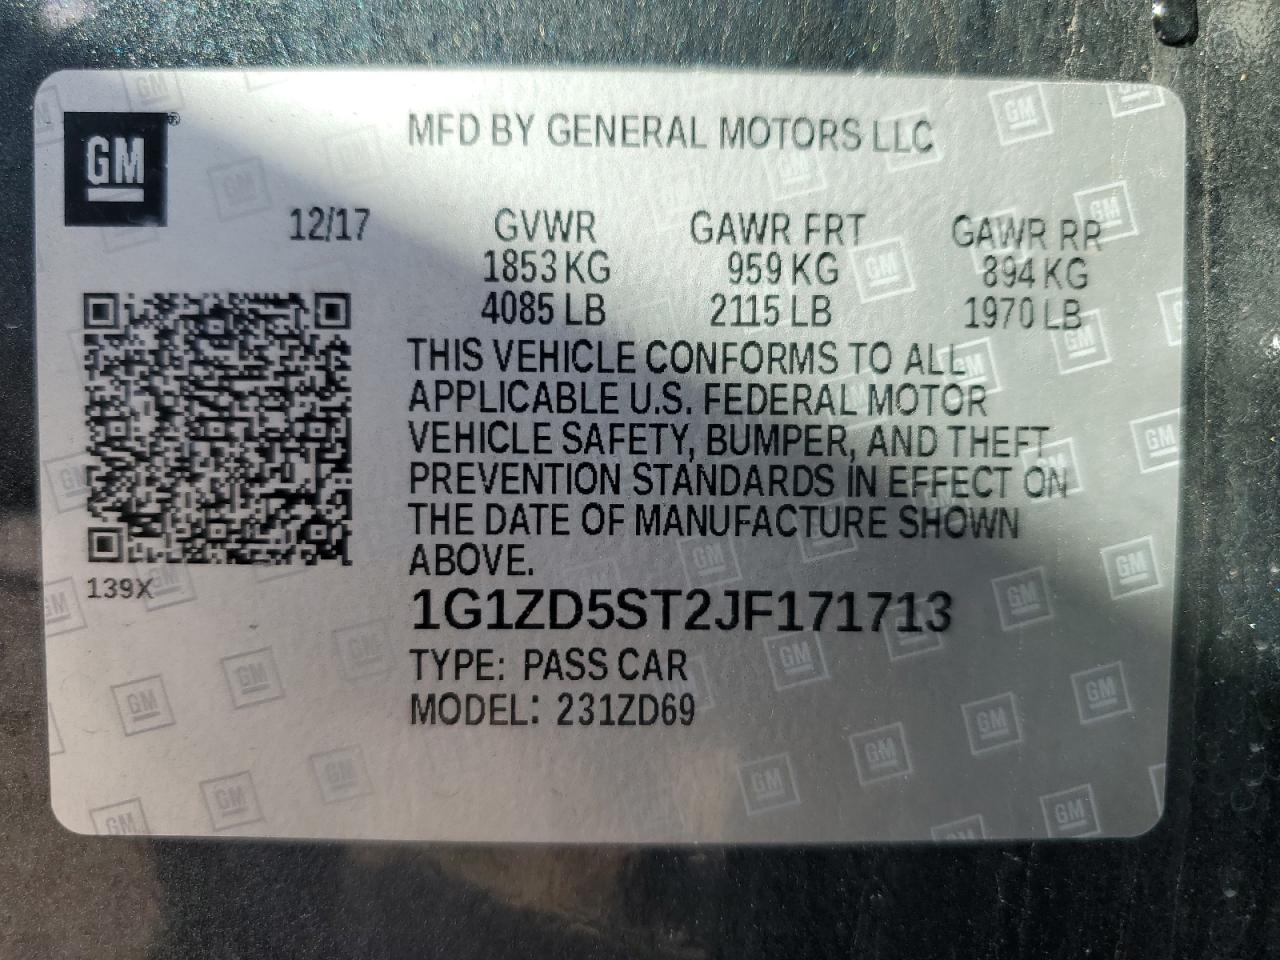 GM
MFD BY GENERAL MOTORS LLC
12/17 GVWR GAWR FRT GAWR RR
1853 KG 959 KG 894 KG
4085 LB 2115 LB 1970 LB
THIS VEHICLE CONFORMS TO ALL
APPLICABLE U.S. FEDERAL MOTOR
VEHICLE SAFETY, BUMPER, AND THEFT
PREVENTION STANDARDS IN EFFECT ON
THE DATE OF MANUFACTURE SHOWN
ABOVE.
139X
1G1ZD5ST2JF171713
TYPE: PASS CAR
MODEL: 231ZD69